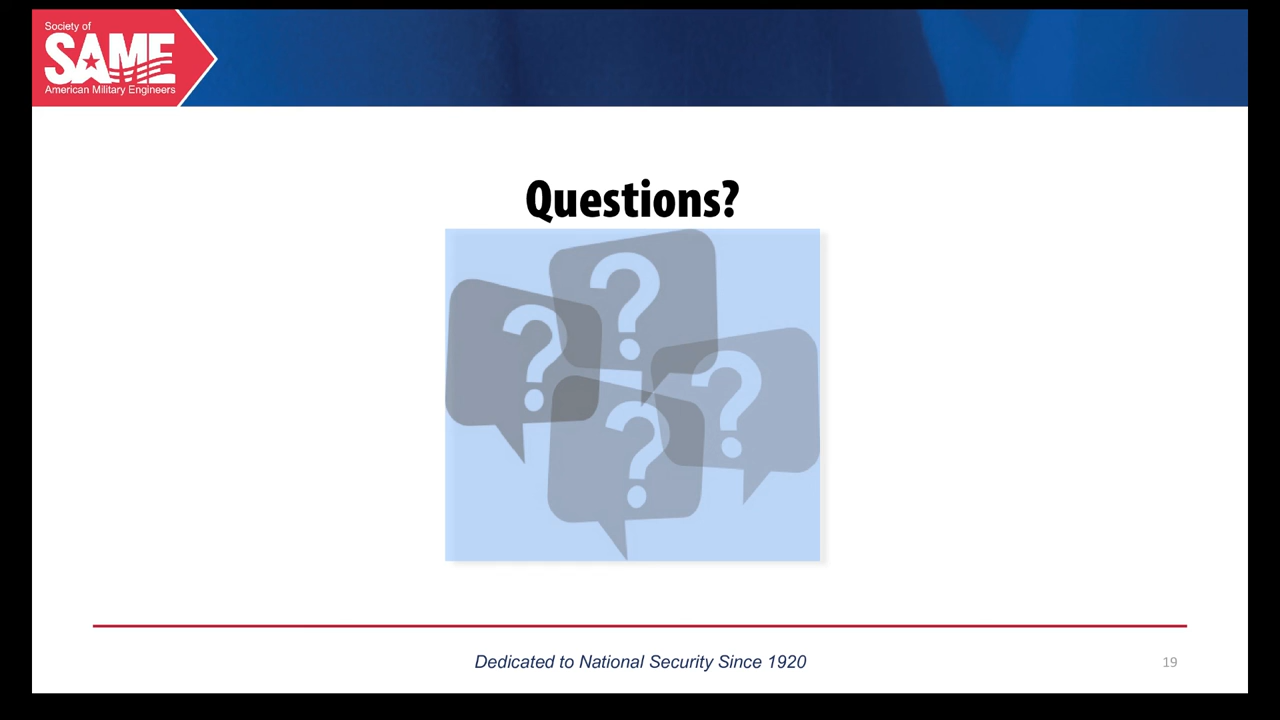 Society of
SAME
American Military Engineers
Questions?
?
?
?
?
Dedicated to National Security Since 1920
19